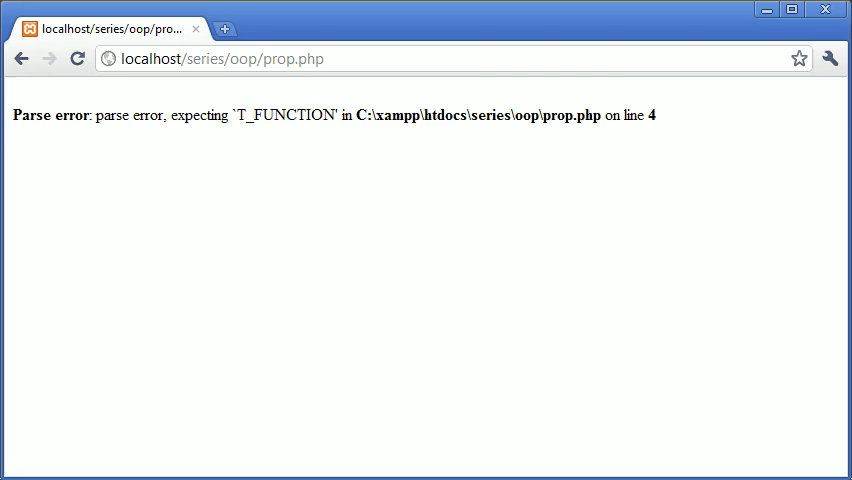 localhost/series/oop/pro...
localhost/series/oop/prop.php
Parse error: parse error, expecting `T_FUNCTION' in C:\xampp\htdocs\series\oop\prop.php on line 4